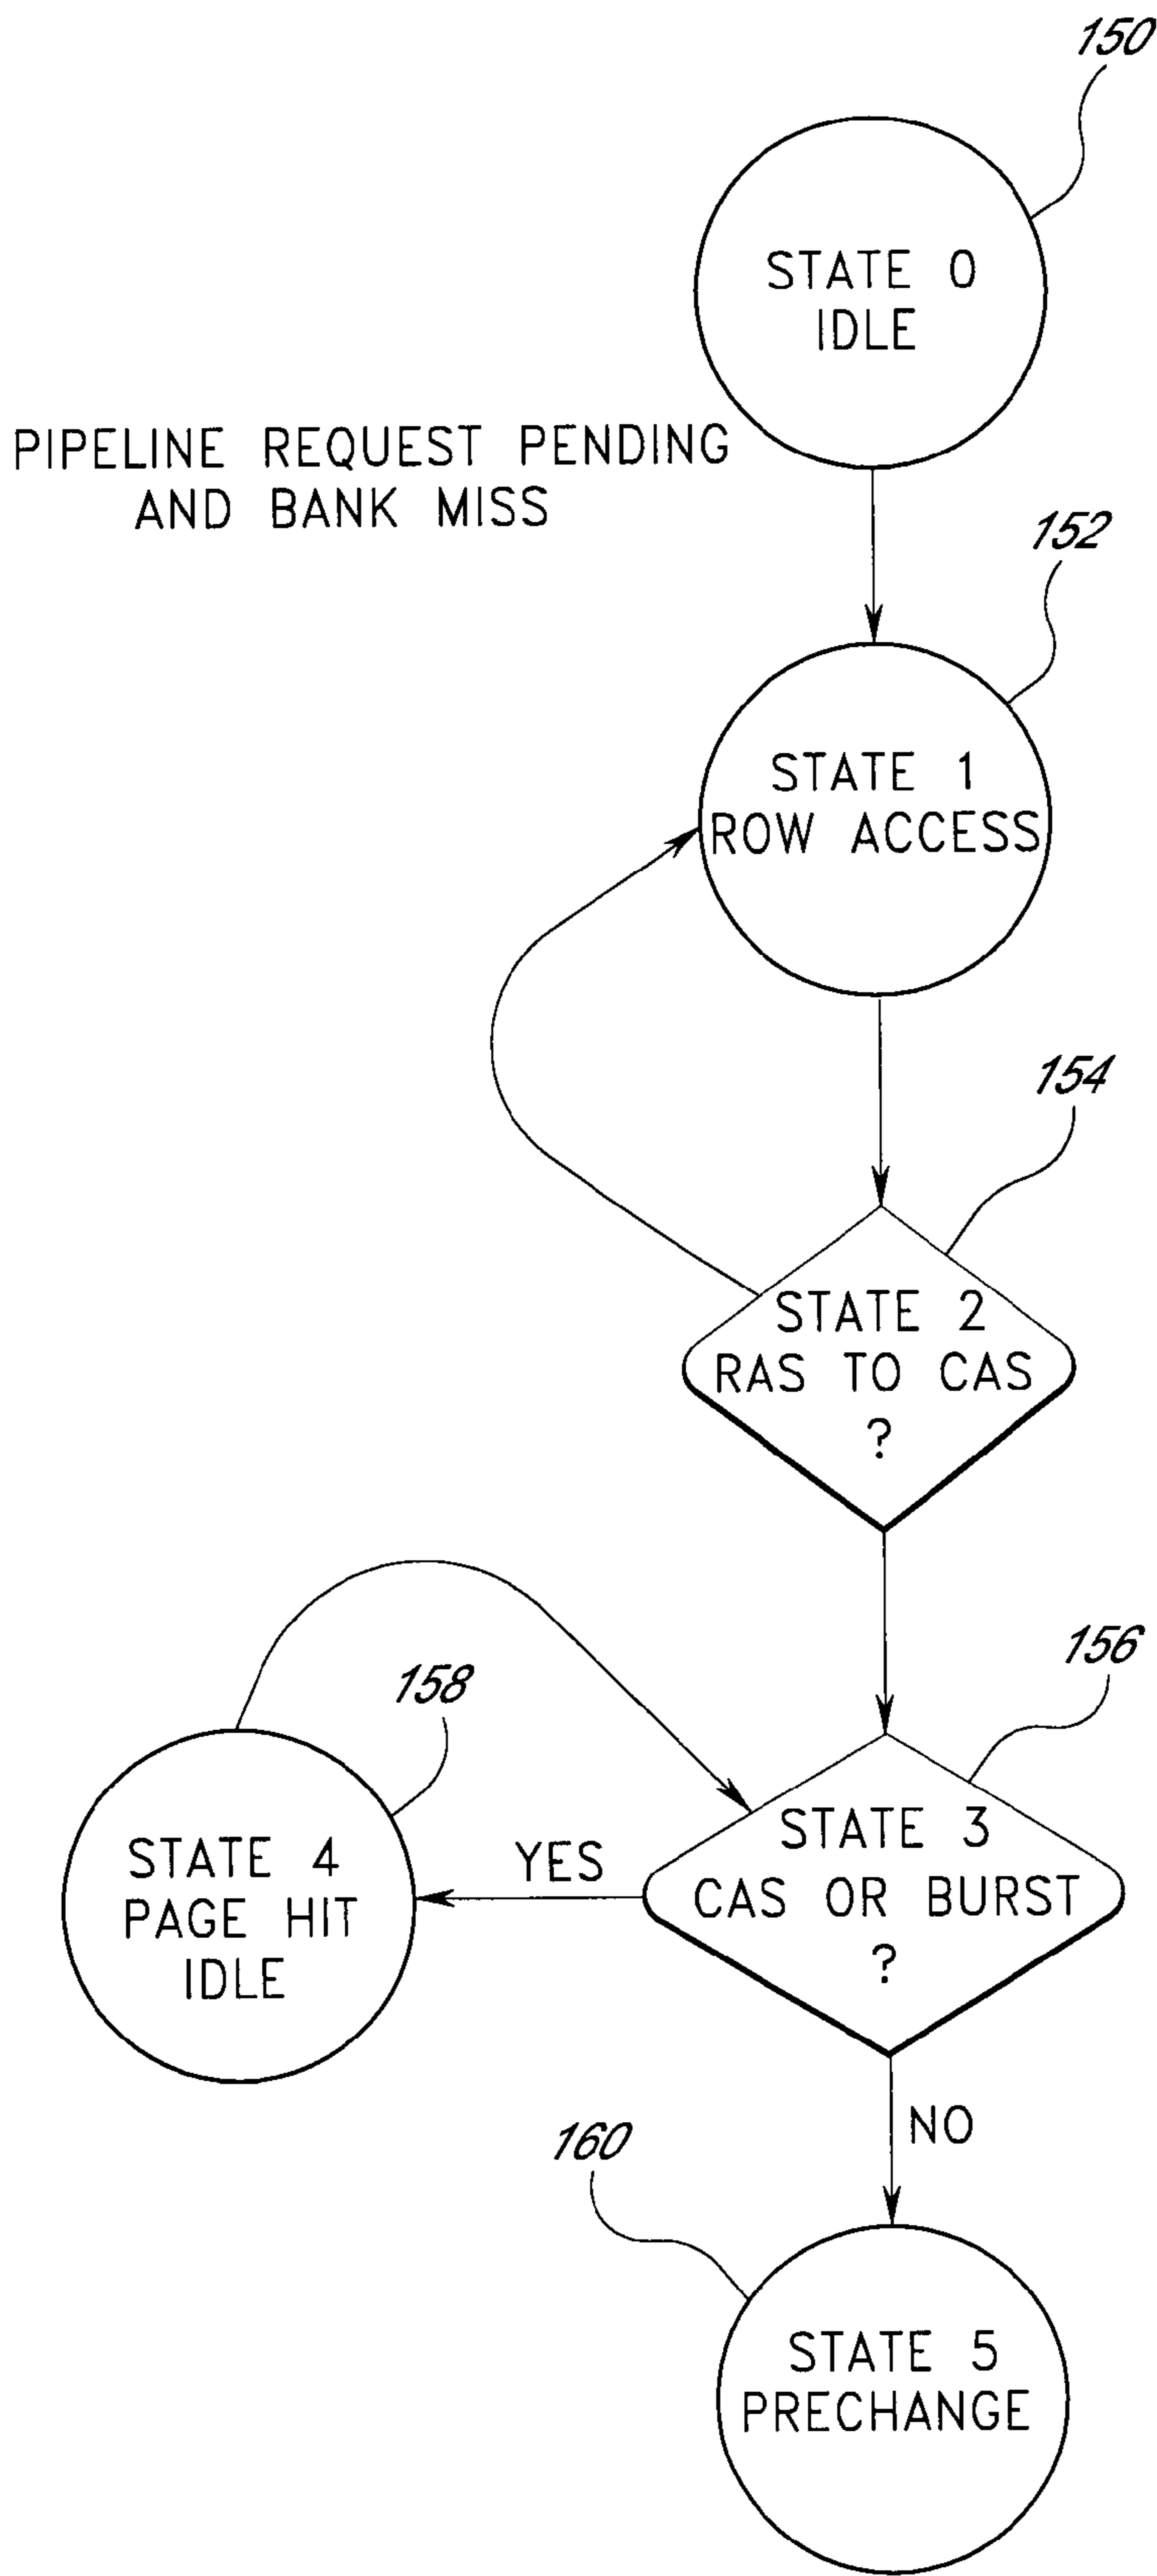 150
STATE 0
IDLE
PIPELINE REQUEST PENDING
AND BANK MISS
152
STATE 1
ROW ACCESS
154
STATE 2
RAS TO CAS
?
156
158
STATE 3
CAS OR BURST
?
YES
STATE 4
PAGE HIT
IDLE
NO
160
STATE 5
PRECHANGE